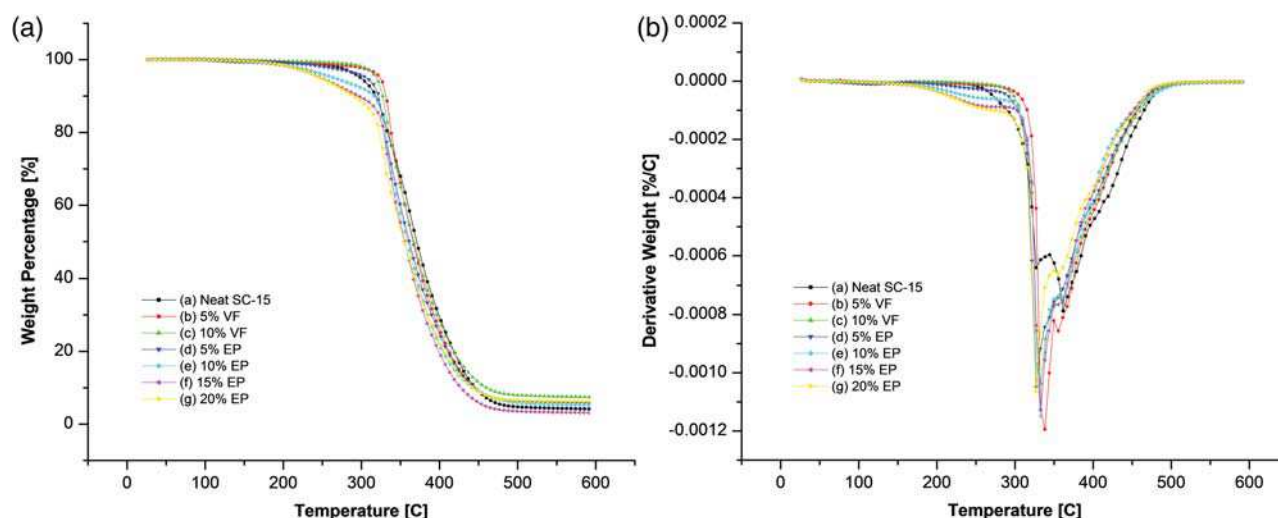 (a)
Weight Percentage [%]
100
80
60
40
20
0
(a) Neat SC-15
(b) 5% VF
(c) 10% VF
(d) 5% EP
(e) 10% EP
(f) 15% EP
(g) 20% EP
0 100 200 300 400 500 600
Temperature [C]
(b)
Derivative Weight [%/C]
0.0002
0.0000
-0.0002
-0.0004
-0.0006
-0.0008
-0.0010
-0.0012
(a) Neat SC-15
(b) 5% VF
(c) 10% VF
(d) 5% EP
(e) 10% EP
(f) 15% EP
(g) 20% EP
0 100 200 300 400 500 600
Temperature [C]